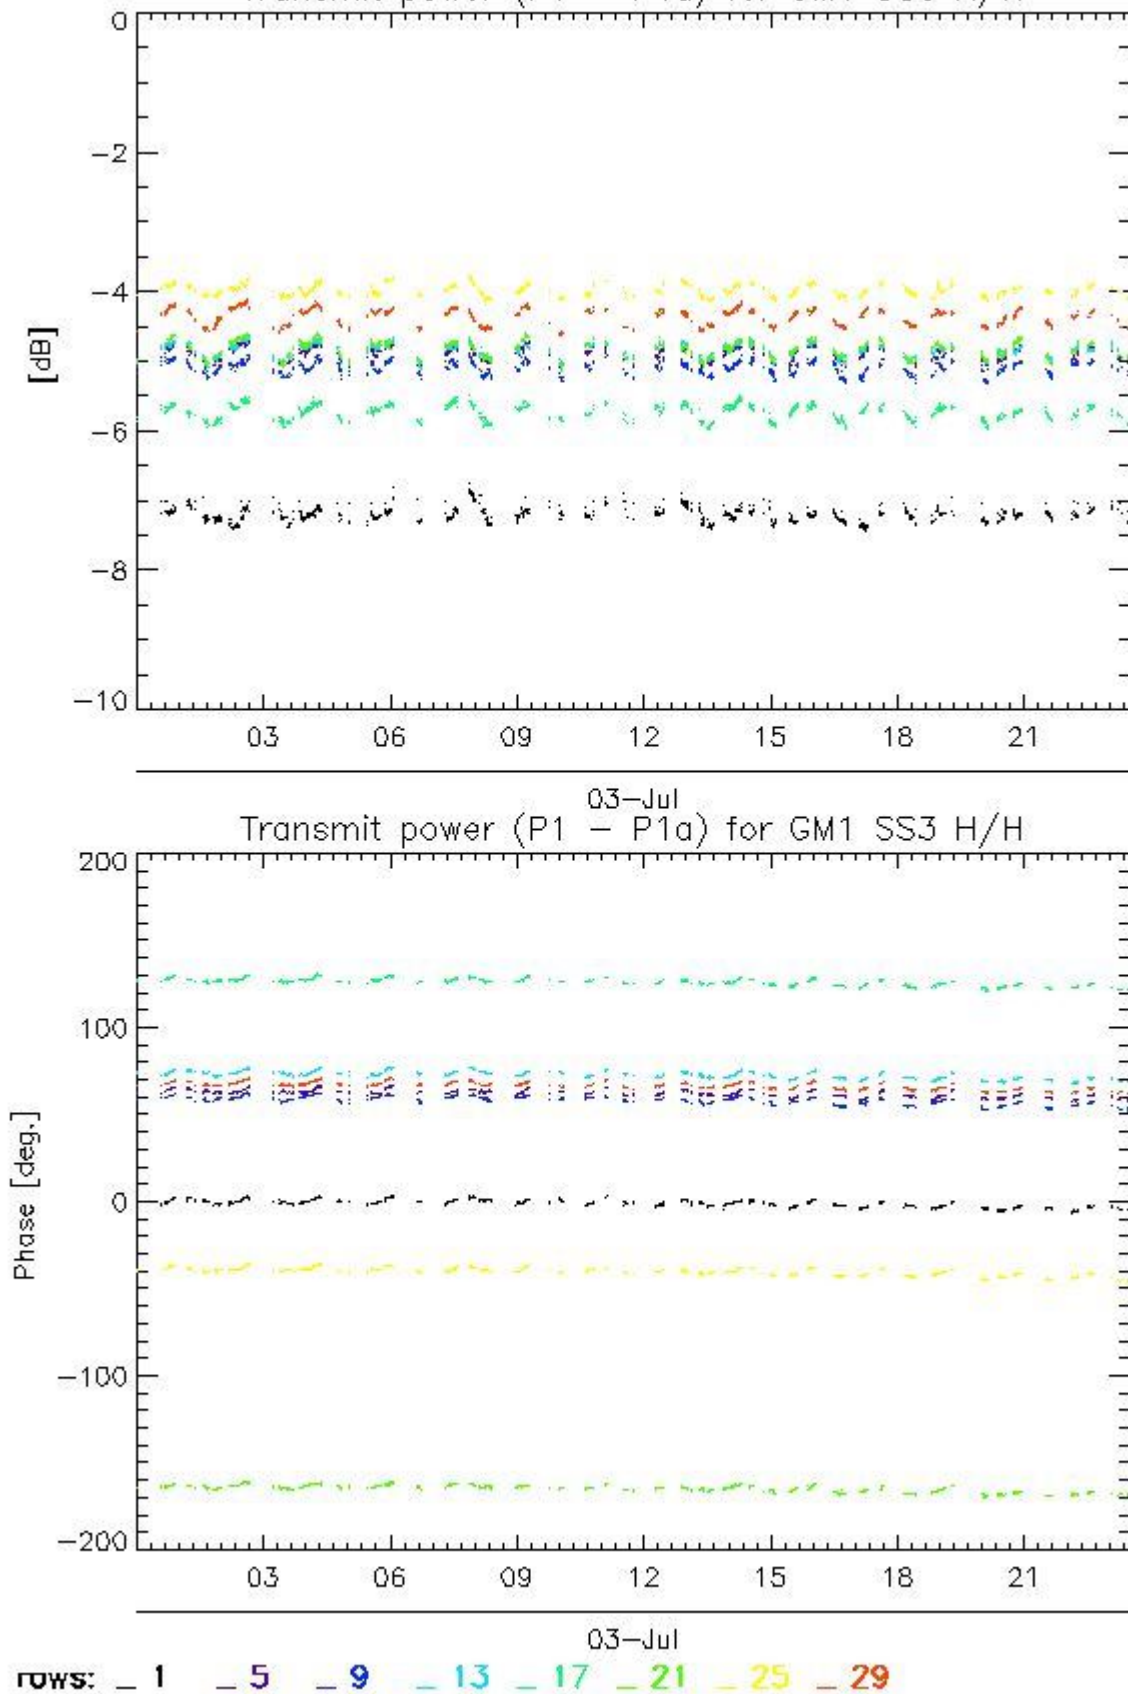 0
−2
−4
−6
−8
−10
[dB]
03 06 09 12 15 18 21
03−Jul
Transmit power (P1 − P1a) for GM1 SS3 H/H
200
100
0
−100
−200
Phase [deg.]
03 06 09 12 15 18 21
03−Jul
rows: _ 1 _ 5 _ 9 _ 13 _ 17 _ 21 _ 25 _ 29